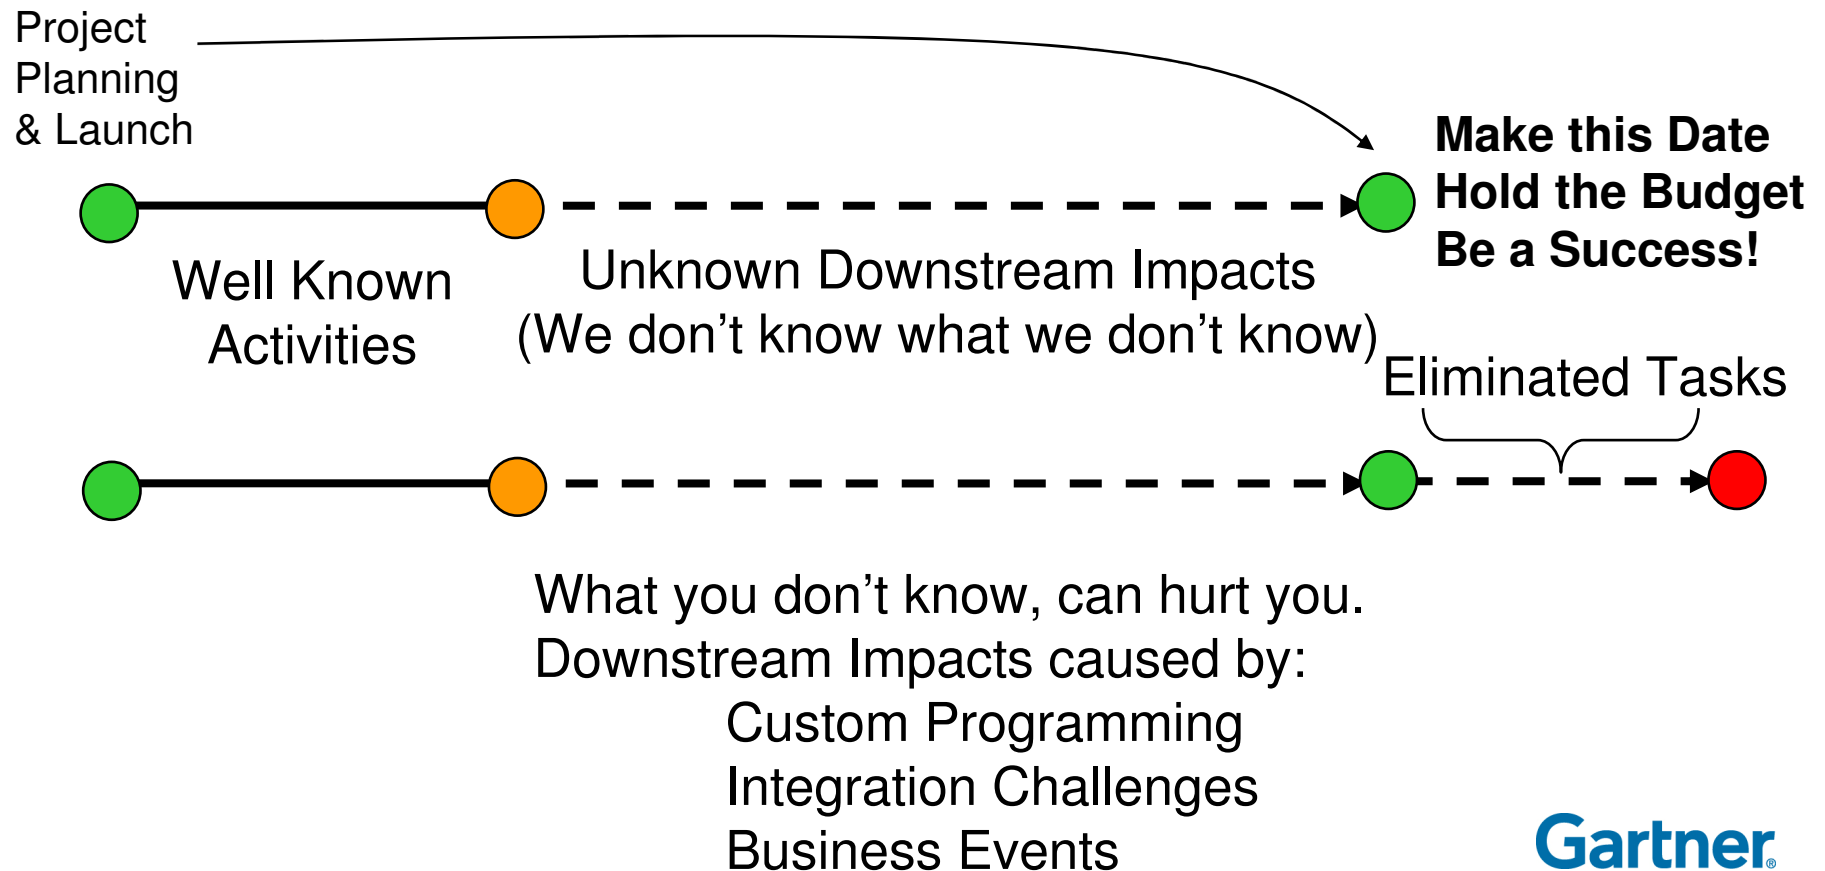 Project
Planning
& Launch
Make this Date
Hold the Budget
Be a Success!
Well Known
Activities
Unknown Downstream Impacts
(We don’t know what we don’t know)
Eliminated Tasks
What you don’t know, can hurt you.
Downstream Impacts caused by:
Custom Programming
Integration Challenges
Business Events
Gartner®